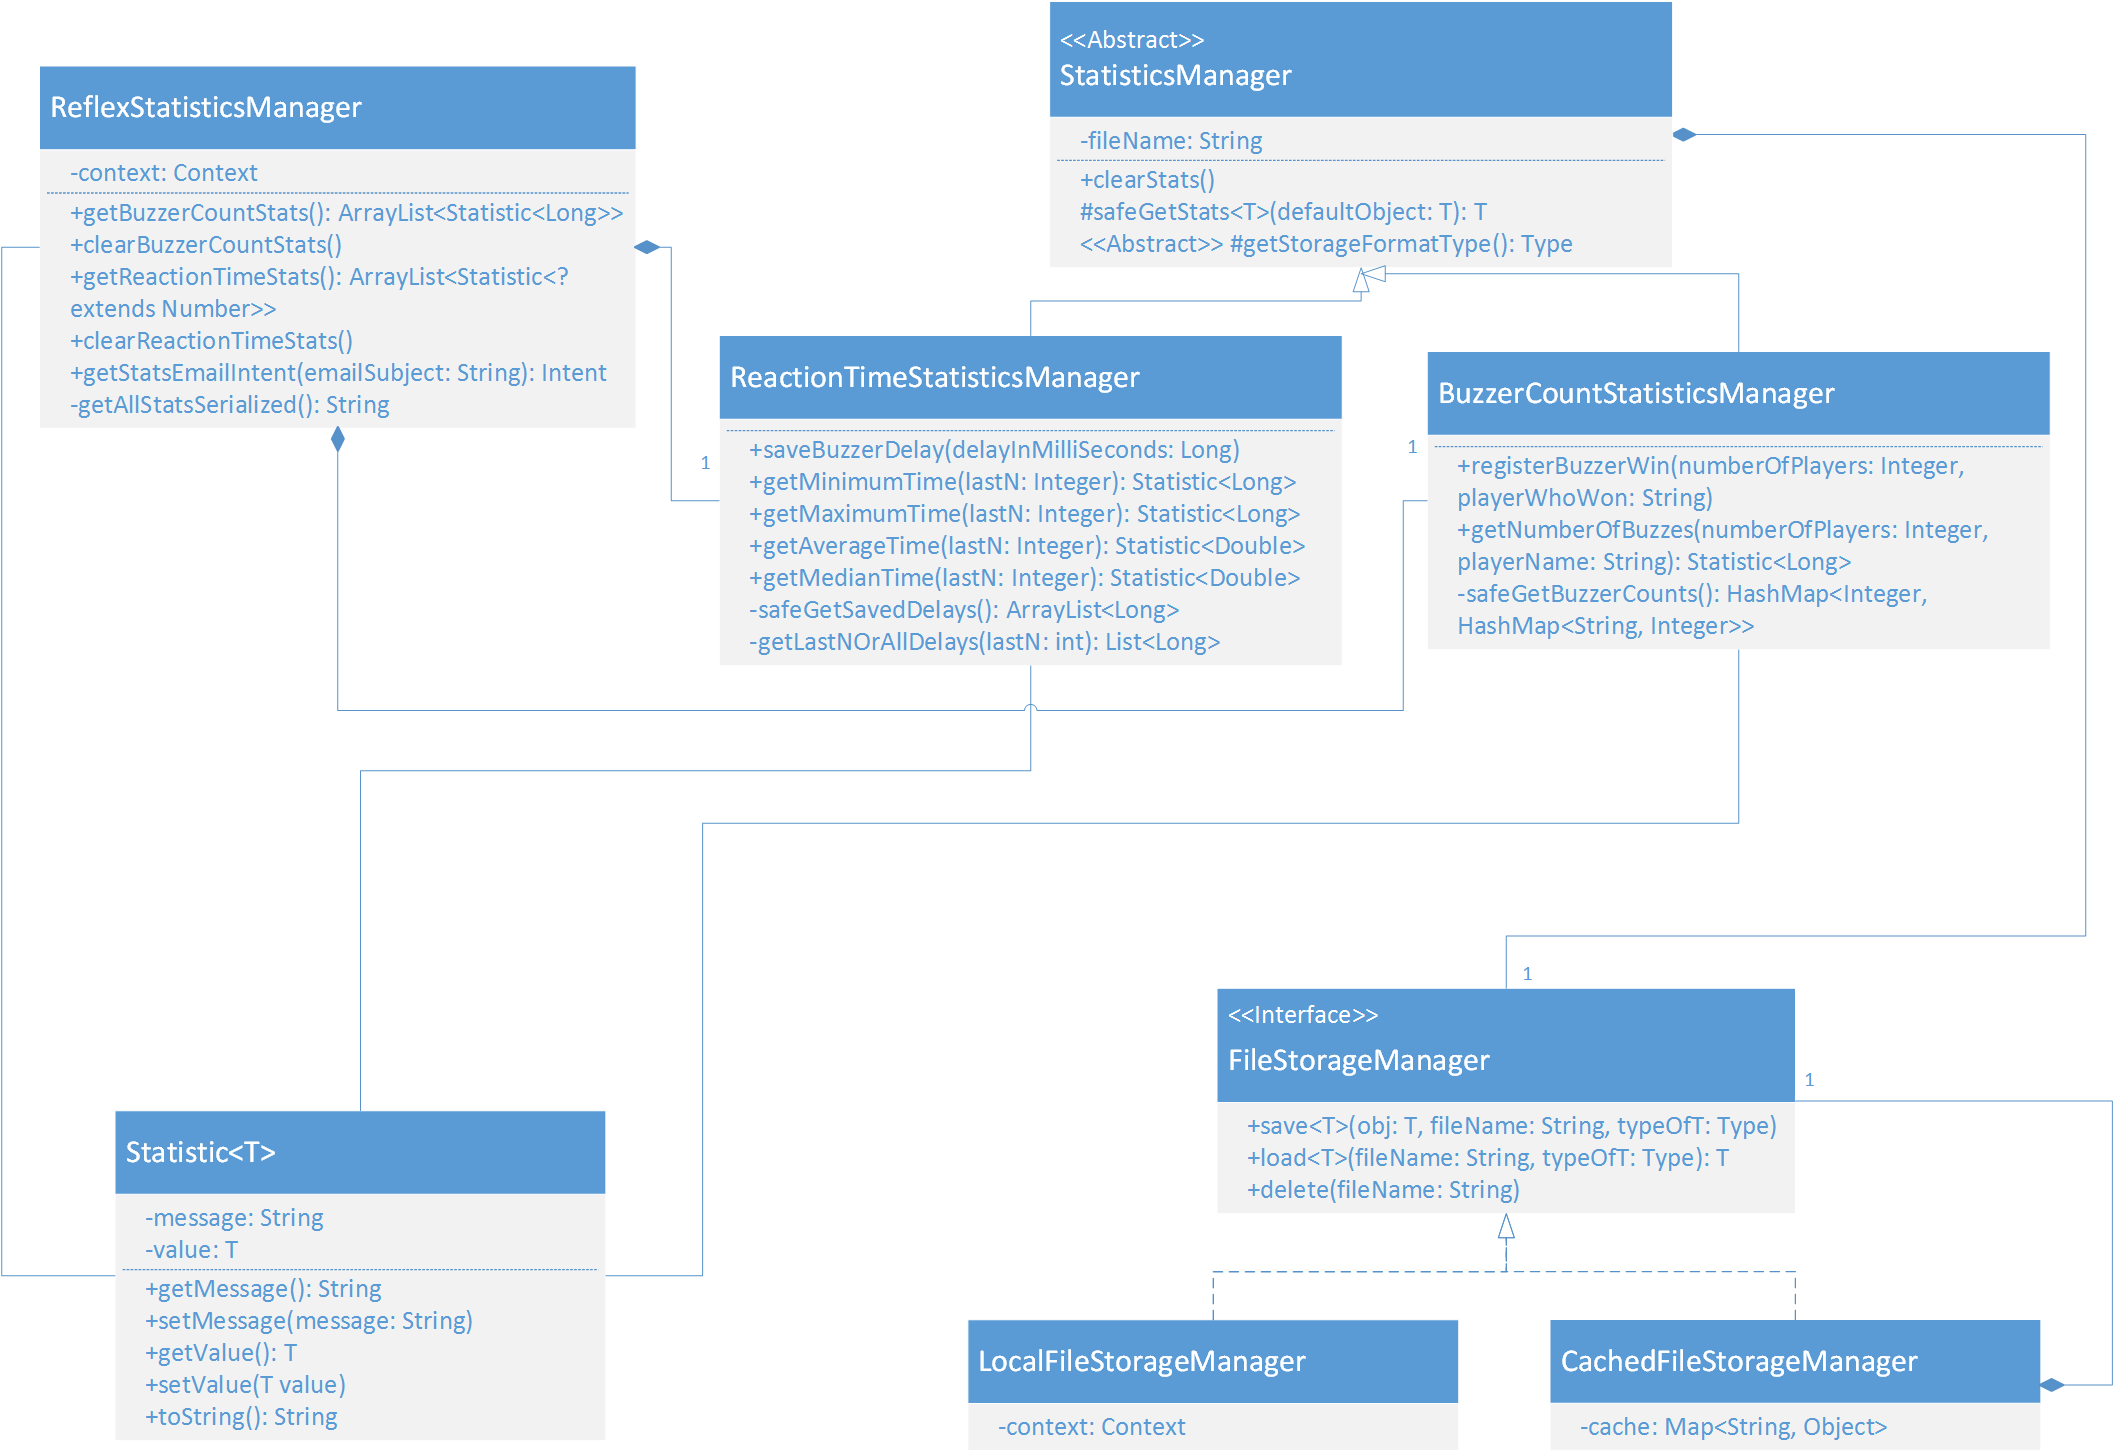 <<Abstract>>
StatisticsManager
-fileName: String
+clearStats()
#safeGetStats<T>(defaultObject: T): T
<<Abstract>> #getStorageFormatType(): Type
ReflexStatisticsManager
-context: Context
+getBuzzerCountStats(): ArrayList<Statistic<Long>>
+clearBuzzerCountStats()
+getReactionTimeStats(): ArrayList<Statistic<?
extends Number>>
+clearReactionTimeStats()
+getStatsEmailIntent(emailSubject: String): Intent
-getAllStatsSerialized(): String
1
ReactionTimeStatisticsManager
+saveBuzzerDelay(delayInMilliSeconds: Long)
+getMinimumTime(lastN: Integer): Statistic<Long>
+getMaximumTime(lastN: Integer): Statistic<Long>
+getAverageTime(lastN: Integer): Statistic<Double>
+getMedianTime(lastN: Integer): Statistic<Double>
-safeGetSavedDelays(): ArrayList<Long>
-getLastNOrAllDelays(lastN: int): List<Long>
1
BuzzerCountStatisticsManager
+registerBuzzerWin(numberOfPlayers: Integer,
playerWhoWon: String)
+getNumberOfBuzzes(numberOfPlayers: Integer,
playerName: String): Statistic<Long>
-safeGetBuzzerCounts(): HashMap<Integer,
HashMap<String, Integer>>
1
<<Interface>>
FileStorageManager
1
+save<T>(obj: T, fileName: String, typeOfT: Type)
+load<T>(fileName: String, typeOfT: Type): T
+delete(fileName: String)
Statistic<T>
-message: String
-value: T
+getMessage(): String
+setMessage(message: String)
+getValue(): T
+setValue(T value)
+toString(): String
LocalFileStorageManager
-context: Context
CachedFileStorageManager
-cache: Map<String, Object>